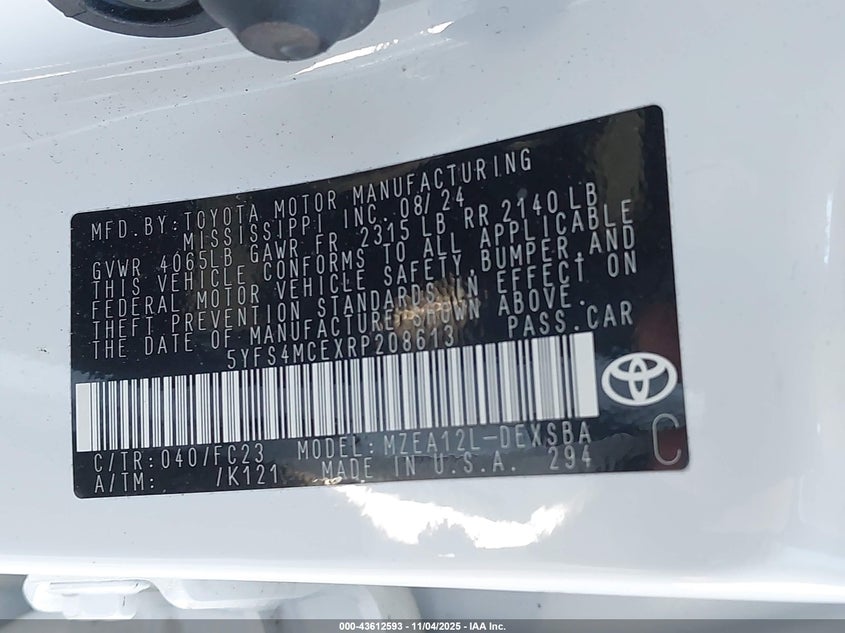 MFD.BY:TOYOTA MOTOR MANUFACTURING
MISSISSIPPI INC. 08/24
GVWR 4065LB GAWR FR 2315 LB RR 2140 LB
THIS VEHICLE CONFORMS TO ALL APPLICABLE
FEDERAL MOTOR VEHICLE SAFETY,BUMPER,AND
THEFT PREVENTION STANDARDS IN EFFECT ON
THE DATE OF MANUFACTURE SHOWN ABOVE.
5YFS4MCEXRP208613 PASS.CAR
C/TR:040/FC23 MODEL:MZEA12L-DEXSBA
A/TM: /K121 MADE IN U.S.A. 294
C
000-43612593 - 11/04/2025 - IAA Inc.